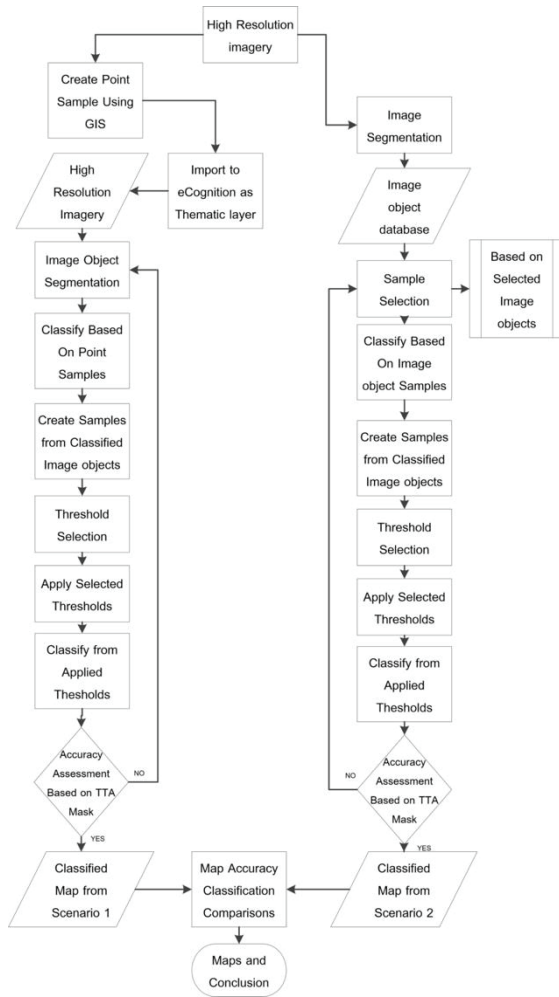 High Resolution
imagery
Create Point
Sample Using
GIS
Import to
eCognition as
Thematic layer
High
Resolution
Imagery
Image Object
Segmentation
Classify Based
On Point
Samples
Create Samples
from Classified
Image objects
Threshold
Selection
Apply Selected
Thresholds
Classify from
Applied
Thesholds
Accuracy
Assessment
Based on TTA
Mask
NO
YES
Classified
Map from
Scenario 1
Image
Segmentation
Image
object
database
Sample
Selection
Based on
Selected
Image
objects
Classify Based
On Image
object Samples
Create Samples
from Classified
Image objects
Threshold
Selection
Apply Selected
Thresholds
Classify from
Applied
Thesholds
Accuracy
Assessment
Based on TTA
Mask
NO
YES
Classified
Map from
Scenario 2
Map Accuracy
Classification
Comparisons
Maps and
Conclusion